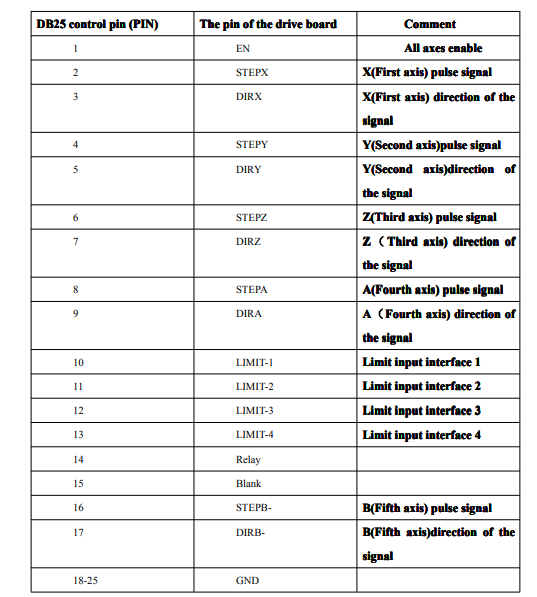 DB25 control pin (PIN) The pin of the drive board Comment
1 EN All axes enable
2 STEPX X(First axis) pulse signal
3 DIRX X(First axis) direction of the
signal
4 STEPY Y(Second axis)pulse signal
5 DIRY Y(Second axis)direction of
the signal
6 STEPZ Z(Third axis) pulse signal
7 DIRZ Z（Third axis) direction of
the signal
8 STEPA A(Fourth axis) pulse signal
9 DIRA A（Fourth axis) direction of
the signal
10 LIMIT-1 Limit input interface 1
11 LIMIT-2 Limit input interface 2
12 LIMIT-3 Limit input interface 3
13 LIMIT-4 Limit input interface 4
14 Relay
15 Blank
16 STEPB- B(Fifth axis) pulse signal
17 DIRB- B(Fifth axis)direction of the
signal
18-25 GND